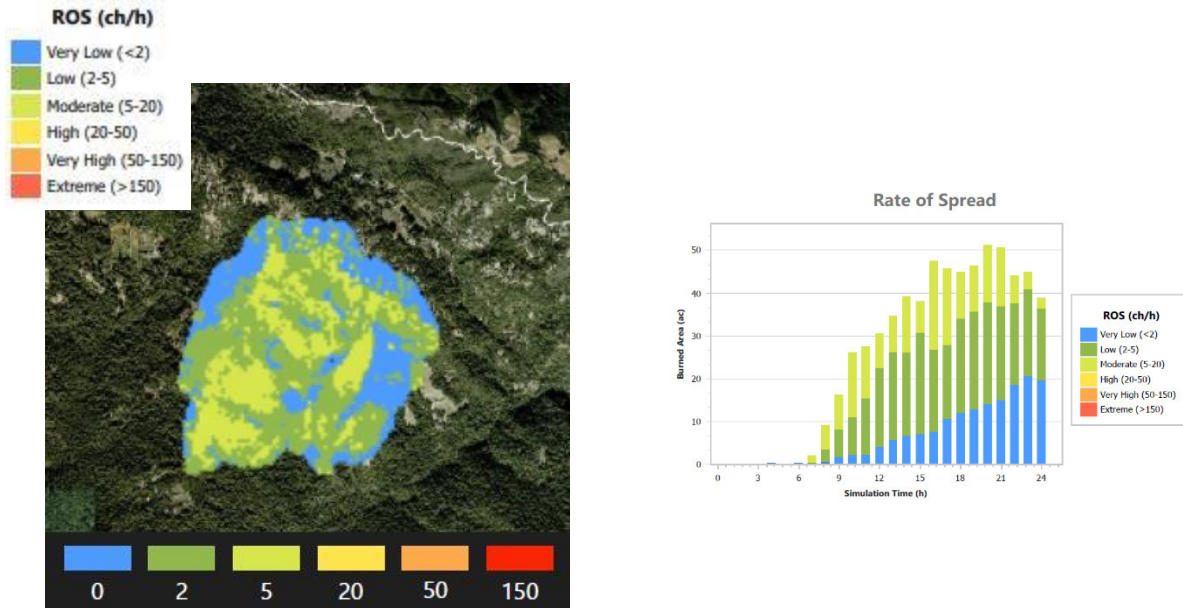 ROS (ch/h)
Very Low (<2)
Low (2-5)
Moderate (5-20)
High (20-50)
Very High (50-150)
Extreme (>150)
0 2 5 20 50 150
Rate of Spread
Burned Area (ac)
50
40
30
20
10
0
0 3 6 9 12 15 18 21 24
Simulation Time (h)
ROS (ch/h)
Very Low (<2)
Low (2-5)
Moderate (5-20)
High (20-50)
Very High (50-150)
Extreme (>150)